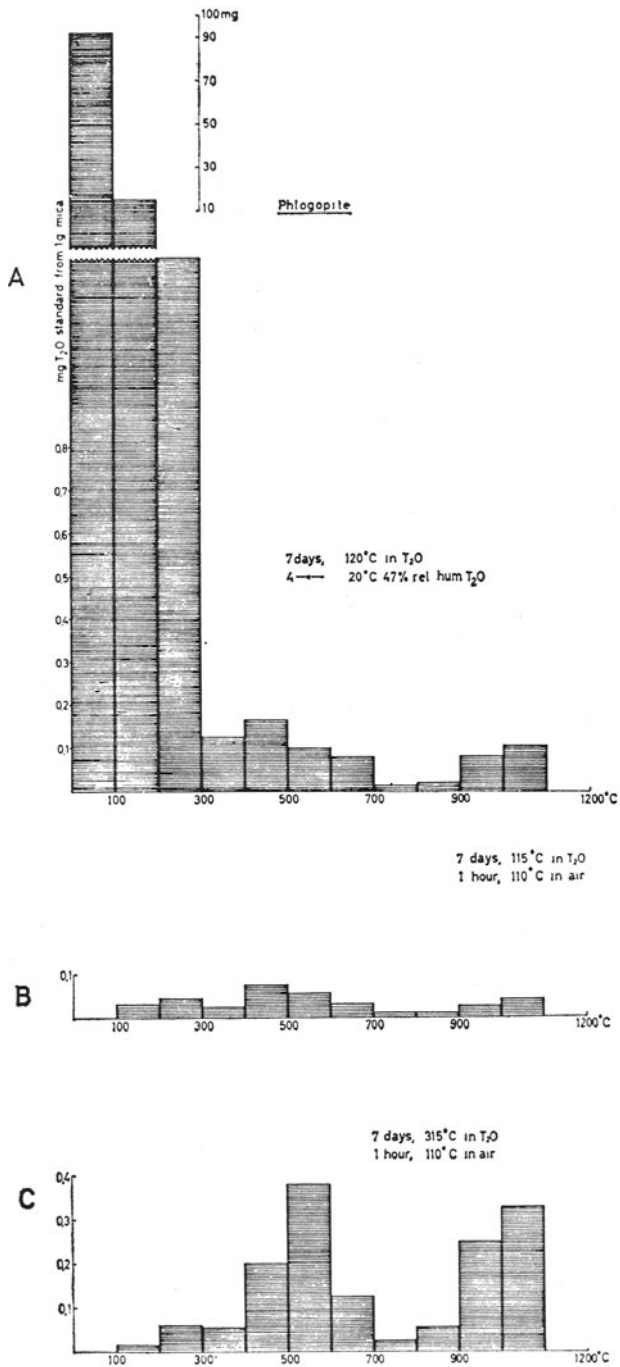 100mg
90
70
50
30
10
Phlogopite
A
mg T₂O standard from 1g mica
0,8
0,7
0,6
0,5
0,4
0,3
0,2
0,1
7days, 120°C in T₂O
4 —◄— 20°C 47% rel hum T₂O
100 300 500 700 900 1200°C
7 days, 115°C in T₂O
1 hour, 110°C in air
B
0,1
100 300 500 700 900 1200°C
7 days, 315°C in T₂O
1 hour, 110°C in air
C
0,4
0,3
0,2
0,1
100 300 500 700 900 1200°C